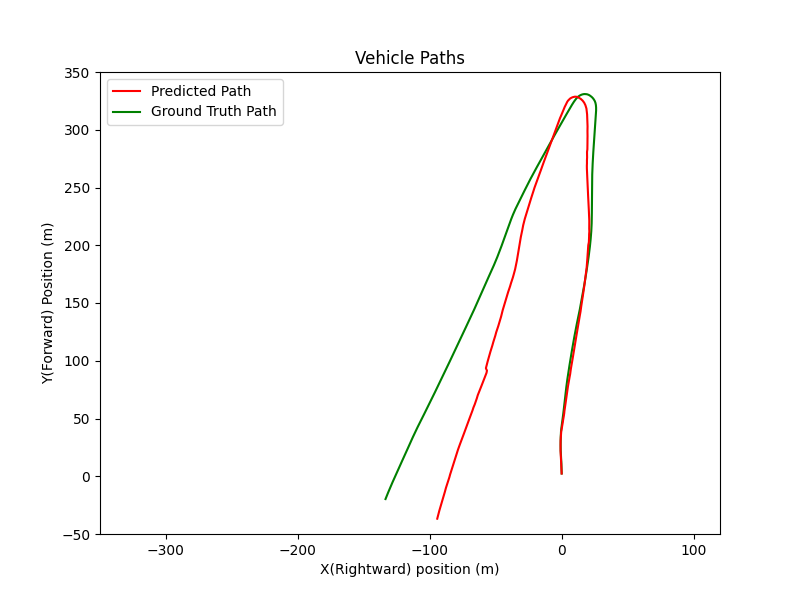 Vehicle Paths
Predicted Path
Ground Truth Path
Y(Forward) Position (m)
350
300
250
200
150
100
50
0
−50
−300
−200
−100
0
100
X(Rightward) position (m)